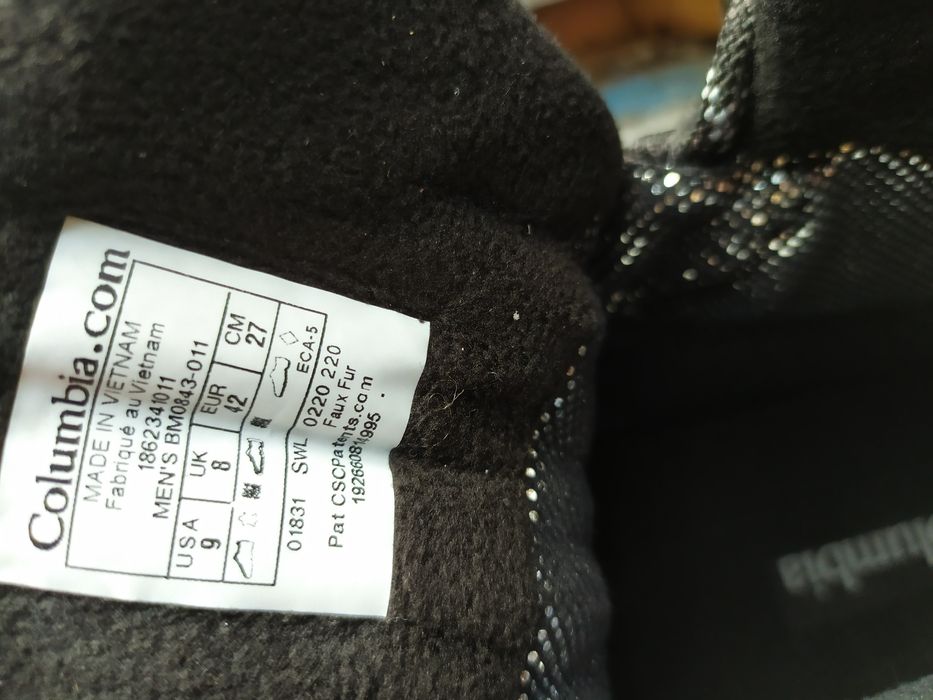 Columbia.com
MADE IN VIETNAM
Fabriqué au Vietnam
1862341011
MEN'S BM0843-011
USA UK EUR CM
9 8 42 27
ECA-5
01831 SWL 0220 220
Faux Fur
Pat CSCPatents.com
Columbia